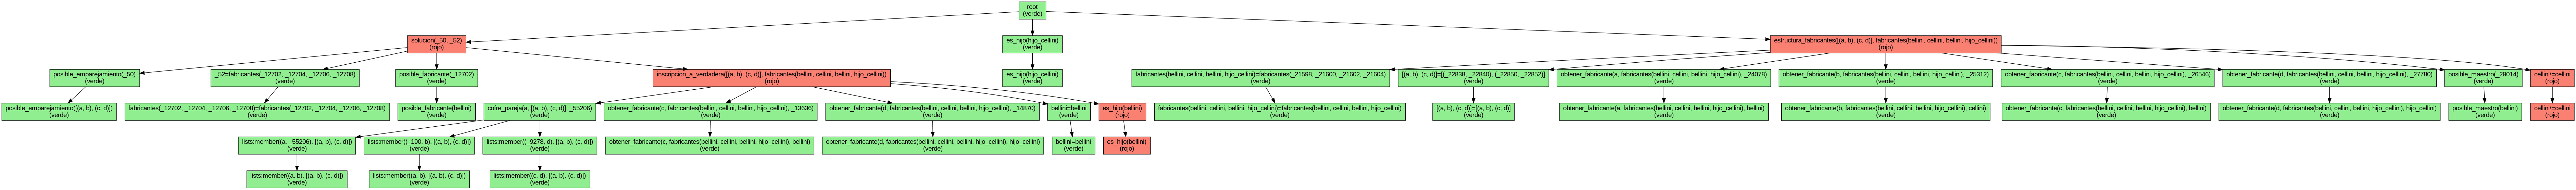 root
(verde)
solucion(_50, _52)
(rojo)
es_hijo(hijo_cellini)
(verde)
estructura_fabricantes([(a, b), (c, d)], fabricantes(bellini, cellini, bellini, hijo_cellini))
(rojo)
posible_emparejamiento(_50)
(verde)
_52=fabricantes(_12702, _12704, _12706, _12708)
(verde)
posible_fabricante(_12702)
(verde)
inscripcion_a_verdadera([(a, b), (c, d)], fabricantes(bellini, cellini, bellini, hijo_cellini))
(rojo)
es_hijo(hijo_cellini)
(verde)
fabricantes(bellini, cellini, bellini, hijo_cellini)=fabricantes(_21598, _21600, _21602, _21604)
(verde)
[(a, b), (c, d)]=[(_22838, _22840), (_22850, _22852)]
(verde)
obtener_fabricante(a, fabricantes(bellini, cellini, bellini, hijo_cellini), _24078)
(verde)
obtener_fabricante(b, fabricantes(bellini, cellini, bellini, hijo_cellini), _25312)
(verde)
obtener_fabricante(c, fabricantes(bellini, cellini, bellini, hijo_cellini), _26546)
(verde)
obtener_fabricante(d, fabricantes(bellini, cellini, bellini, hijo_cellini), _27780)
(verde)
posible_maestro(_29014)
(verde)
cellini\=cellini
(rojo)
posible_emparejamiento([(a, b), (c, d)])
(verde)
fabricantes(_12702, _12704, _12706, _12708)=fabricantes(_12702, _12704, _12706, _12708)
(verde)
posible_fabricante(bellini)
(verde)
cofre_pareja(a, [(a, b), (c, d)], _55206)
(verde)
obtener_fabricante(c, fabricantes(bellini, cellini, bellini, hijo_cellini), _13636)
(verde)
obtener_fabricante(d, fabricantes(bellini, cellini, bellini, hijo_cellini), _14870)
(verde)
bellini=bellini
(verde)
es_hijo(bellini)
(rojo)
fabricantes(bellini, cellini, bellini, hijo_cellini)=fabricantes(bellini, cellini, bellini, hijo_cellini)
(verde)
[(a, b), (c, d)]=[(a, b), (c, d)]
(verde)
obtener_fabricante(a, fabricantes(bellini, cellini, bellini, hijo_cellini), bellini)
(verde)
obtener_fabricante(b, fabricantes(bellini, cellini, bellini, hijo_cellini), cellini)
(verde)
obtener_fabricante(c, fabricantes(bellini, cellini, bellini, hijo_cellini), bellini)
(verde)
obtener_fabricante(d, fabricantes(bellini, cellini, bellini, hijo_cellini), hijo_cellini)
(verde)
posible_maestro(bellini)
(verde)
cellini\=cellini
(rojo)
lists:member((a, _55206), [(a, b), (c, d)])
(verde)
lists:member((_190, b), [(a, b), (c, d)])
(verde)
lists:member((_9278, d), [(a, b), (c, d)])
(verde)
obtener_fabricante(c, fabricantes(bellini, cellini, bellini, hijo_cellini), bellini)
(verde)
obtener_fabricante(d, fabricantes(bellini, cellini, bellini, hijo_cellini), hijo_cellini)
(verde)
bellini=bellini
(verde)
es_hijo(bellini)
(rojo)
lists:member((a, b), [(a, b), (c, d)])
(verde)
lists:member((a, b), [(a, b), (c, d)])
(verde)
lists:member((c, d), [(a, b), (c, d)])
(verde)